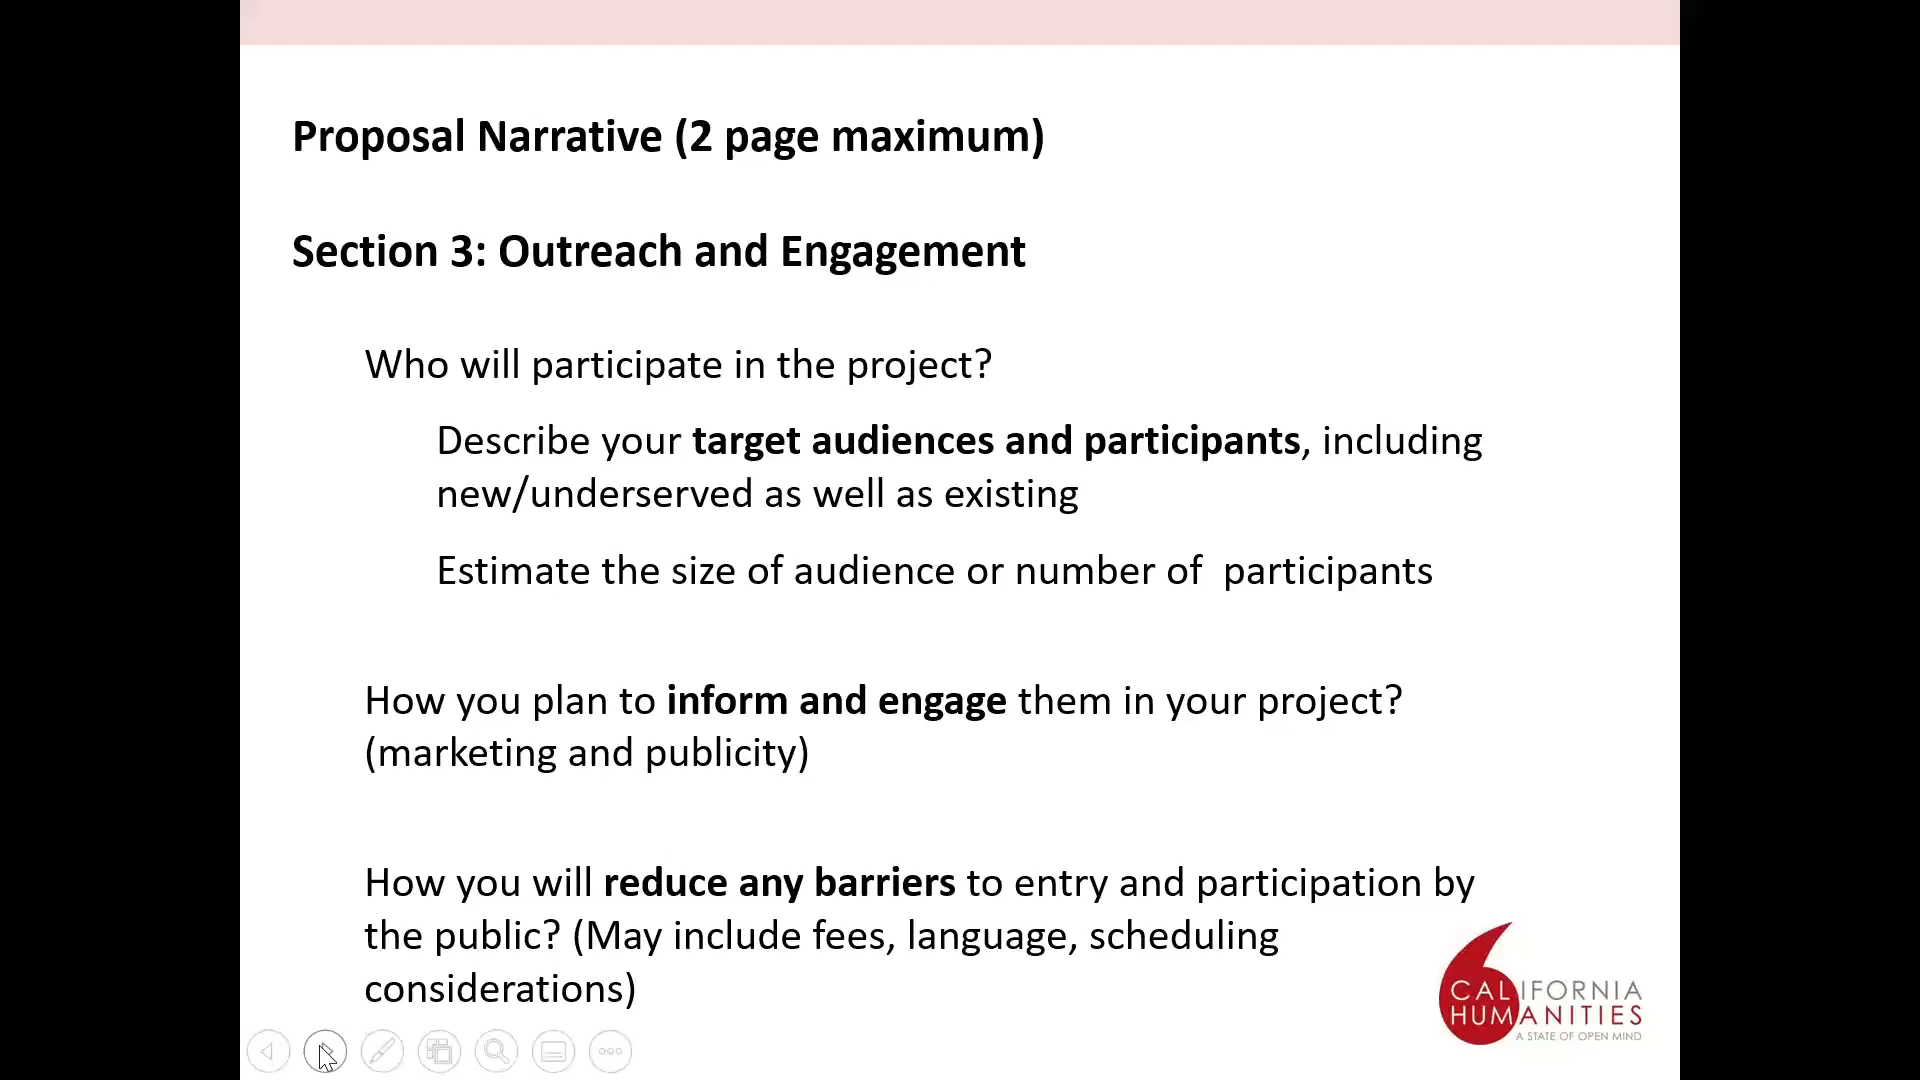 Proposal Narrative (2 page maximum)
Section 3: Outreach and Engagement
Who will participate in the project?
Describe your target audiences and participants, including
new/underserved as well as existing
Estimate the size of audience or number of  participants
How you plan to inform and engage them in your project?
(marketing and publicity)
How you will reduce any barriers to entry and participation by
the public? (May include fees, language, scheduling
considerations)
CALIFORNIA
HUMANITIES
A STATE OF OPEN MIND